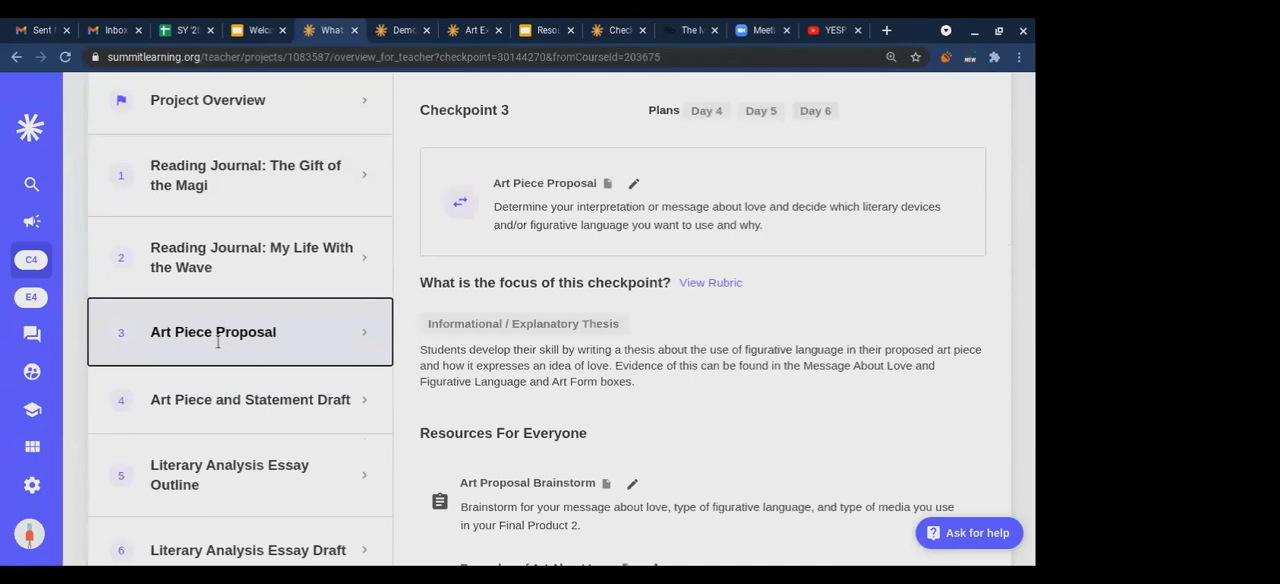 Sent
Inbox
SY '20
Welc
What
Demo
Art Ex
Resou
Check
The M
Meeti
YESP
summitlearning.org/teacher/projects/1083587/overview_for_teacher?checkpoint=30144270&fromCourseId=203675
C4
E4
Project Overview
1 Reading Journal: The Gift of
the Magi
2 Reading Journal: My Life With
the Wave
3 Art Piece Proposal
4 Art Piece and Statement Draft
5 Literary Analysis Essay
Outline
6 Literary Analysis Essay Draft
Checkpoint 3 Plans Day 4 Day 5 Day 6
Art Piece Proposal
Determine your interpretation or message about love and decide which literary devices
and/or figurative language you want to use and why.
What is the focus of this checkpoint? View Rubric
Informational / Explanatory Thesis
Students develop their skill by writing a thesis about the use of figurative language in their proposed art piece
and how it expresses an idea of love. Evidence of this can be found in the Message About Love and
Figurative Language and Art Form boxes.
Resources For Everyone
Art Proposal Brainstorm
Brainstorm for your message about love, type of figurative language, and type of media you use
in your Final Product 2.
Ask for help